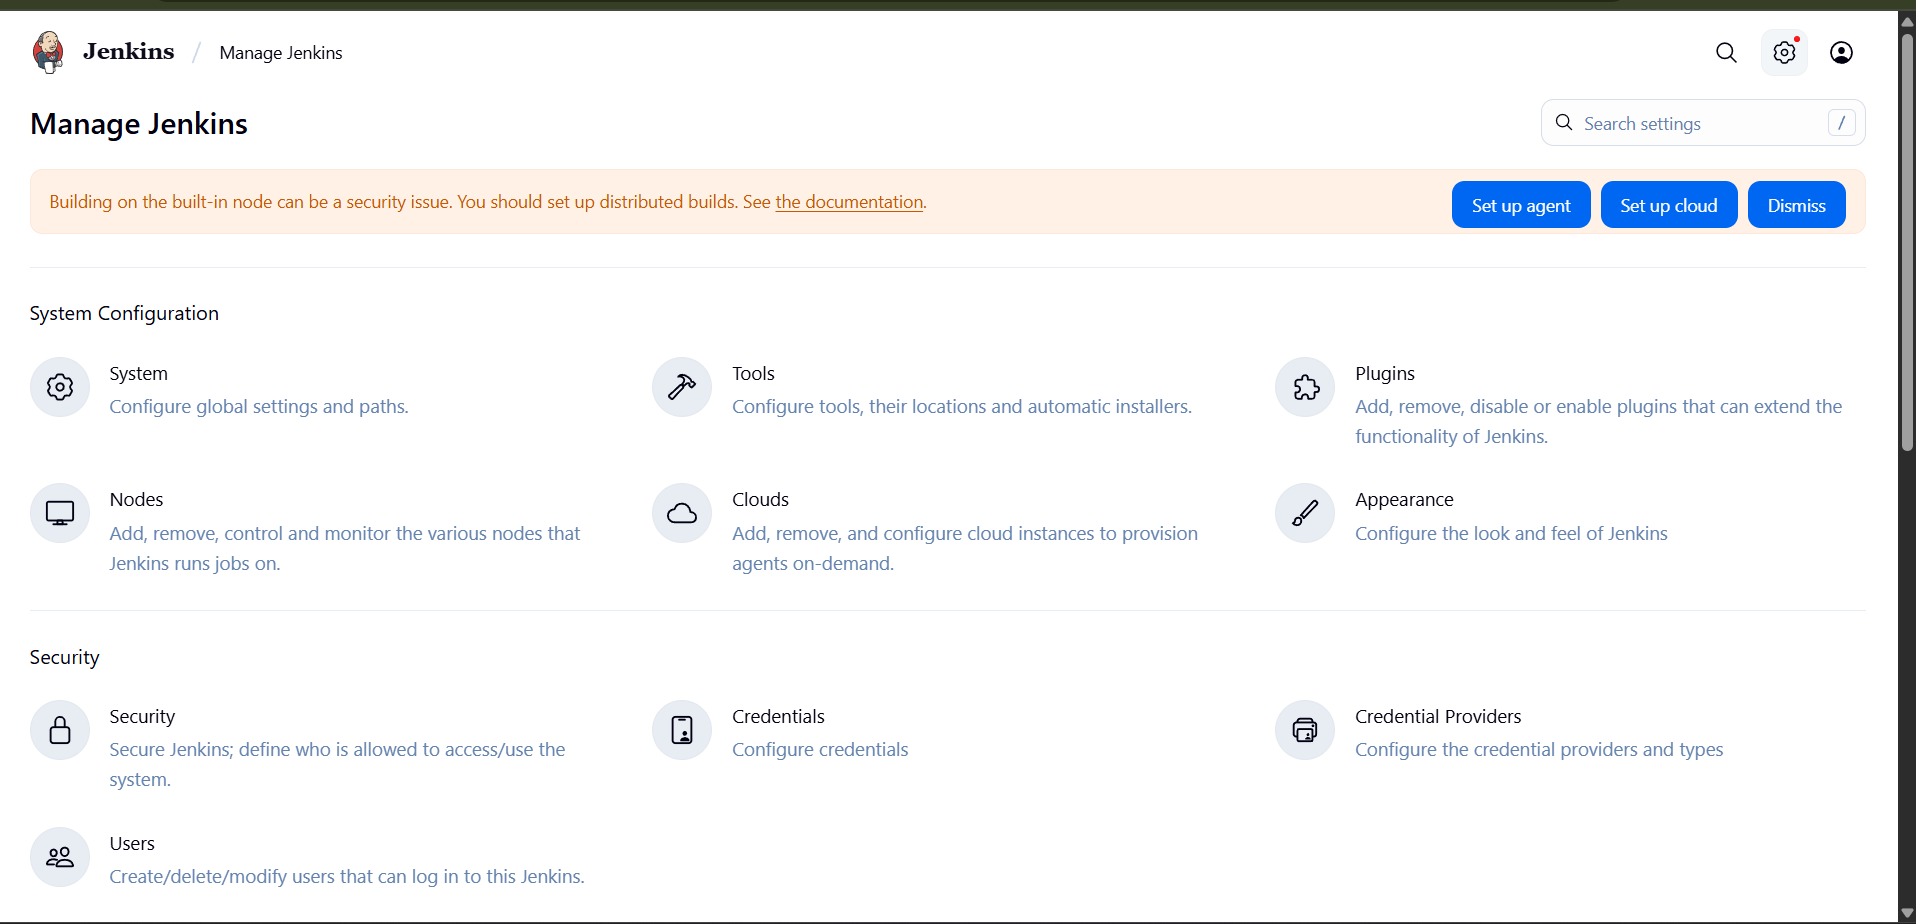 Jenkins / Manage Jenkins
Manage Jenkins
Search settings /
Building on the built-in node can be a security issue. You should set up distributed builds. See the documentation.
Set up agent
Set up cloud
Dismiss
System Configuration
System
Configure global settings and paths.
Tools
Configure tools, their locations and automatic installers.
Plugins
Add, remove, disable or enable plugins that can extend the
functionality of Jenkins.
Nodes
Add, remove, control and monitor the various nodes that
Jenkins runs jobs on.
Clouds
Add, remove, and configure cloud instances to provision
agents on-demand.
Appearance
Configure the look and feel of Jenkins
Security
Security
Secure Jenkins; define who is allowed to access/use the
system.
Credentials
Configure credentials
Credential Providers
Configure the credential providers and types
Users
Create/delete/modify users that can log in to this Jenkins.